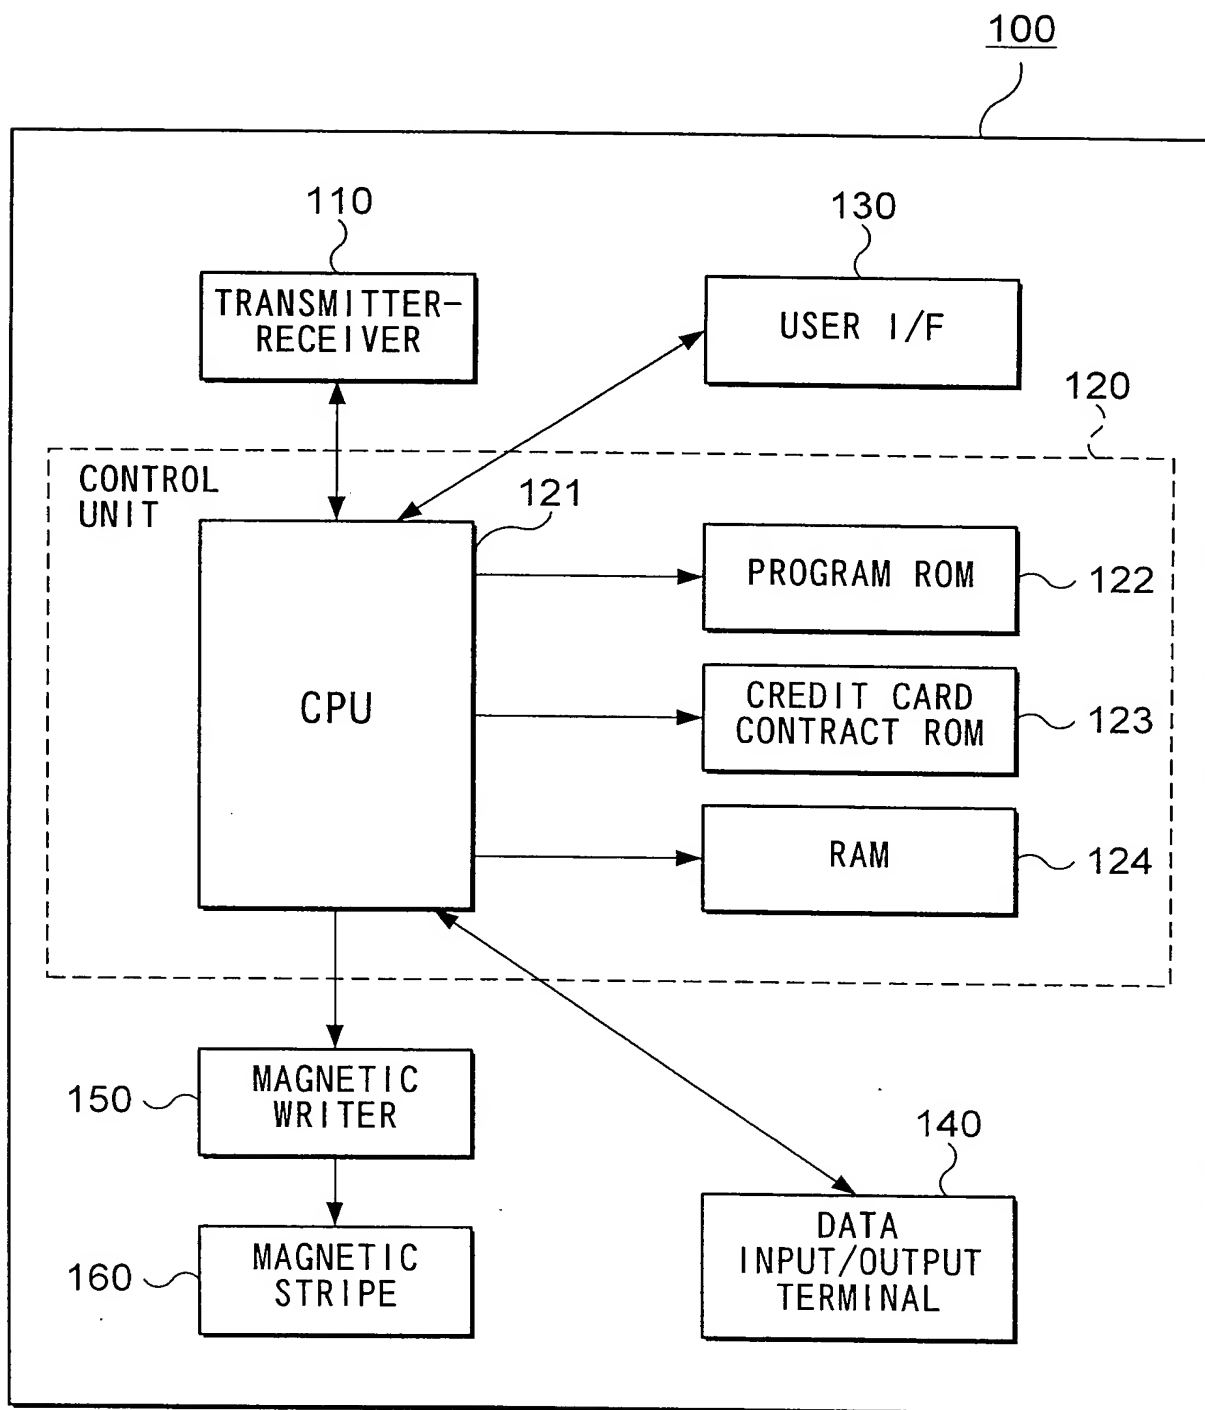 100
110
130
TRANSMITTER-
RECEIVER
USER I/F
120
CONTROL
UNIT
121
PROGRAM ROM
122
CPU
CREDIT CARD
CONTRACT ROM
123
RAM
124
150
MAGNETIC
WRITER
140
160
MAGNETIC
STRIPE
DATA
INPUT/OUTPUT
TERMINAL